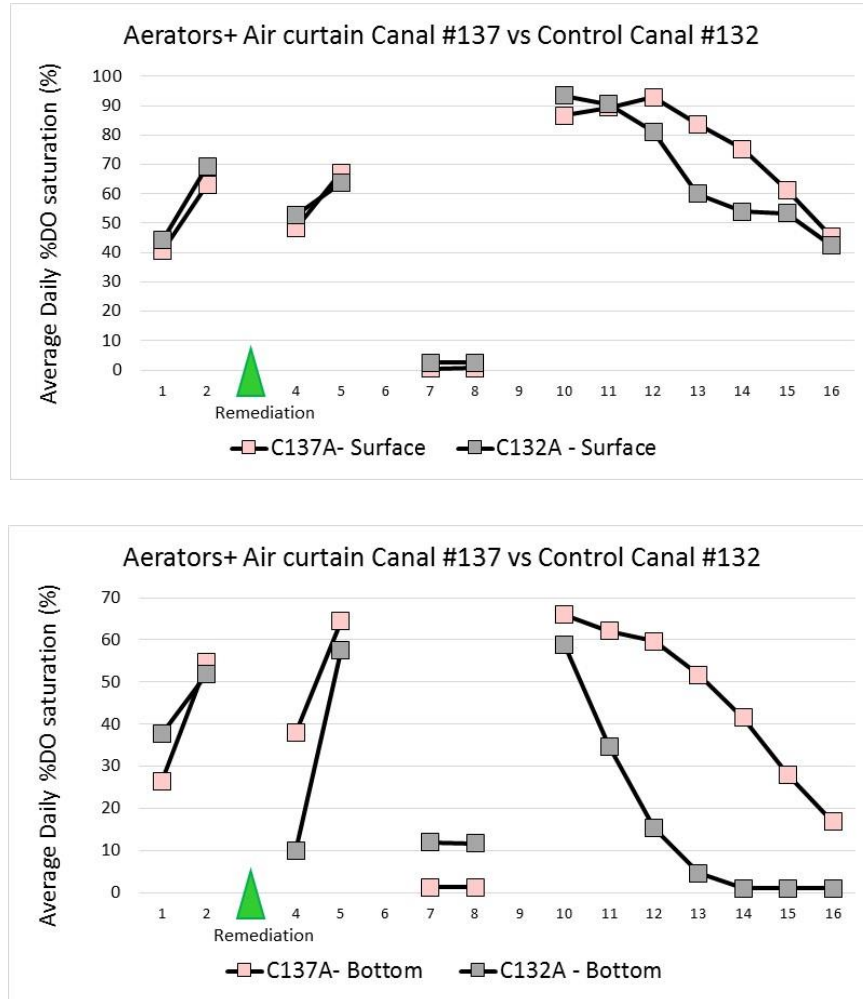 Aerators+ Air curtain Canal #137 vs Control Canal #132
Average Daily %DO saturation (%)
100
90
80
70
60
50
40
30
20
10
0
1 2 4 5 6 7 8 9 10 11 12 13 14 15 16
Remediation
C137A- Surface C132A - Surface
Aerators+ Air curtain Canal #137 vs Control Canal #132
Average Daily %DO saturation (%)
70
60
50
40
30
20
10
0
1 2 4 5 6 7 8 9 10 11 12 13 14 15 16
Remediation
C137A- Bottom C132A - Bottom